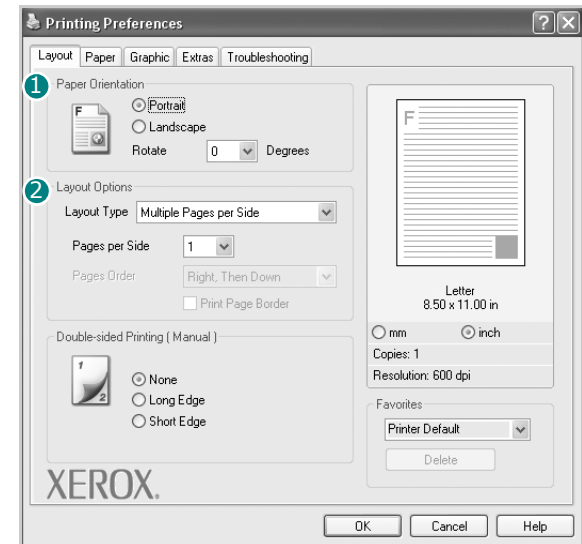 Printing Preferences
Layout Paper Graphic Extras Troubleshooting
1
Paper Orientation
F
Portrait
Landscape
Rotate 0 Degrees
2
Layout Options
Layout Type Multiple Pages per Side
Pages per Side 1
Pages Order Right, Then Down
Print Page Border
Double-sided Printing ( Manual )
1
2
None
Long Edge
Short Edge
XEROX.
F
Letter
8.50 x 11.00 in
mm inch
Copies: 1
Resolution: 600 dpi
Favorites
Printer Default
Delete
OK Cancel Help